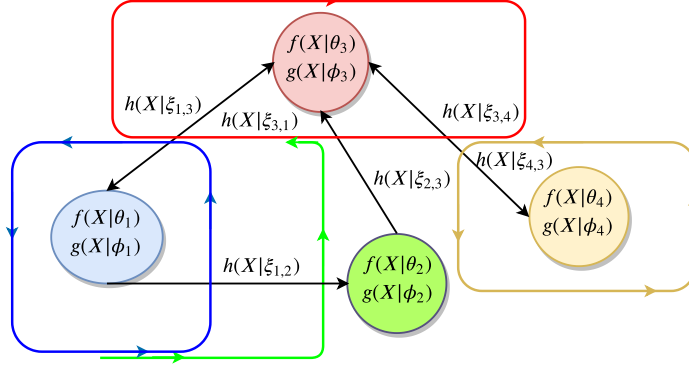 f(X|θ₃)
g(X|ϕ₃)
h(X|ξ₁,₃)
h(X|ξ₃,₁)
h(X|ξ₃,₄)
h(X|ξ₄,₃)
h(X|ξ₂,₃)
f(X|θ₁)
g(X|ϕ₁)
f(X|θ₄)
g(X|ϕ₄)
h(X|ξ₁,₂)
f(X|θ₂)
g(X|ϕ₂)